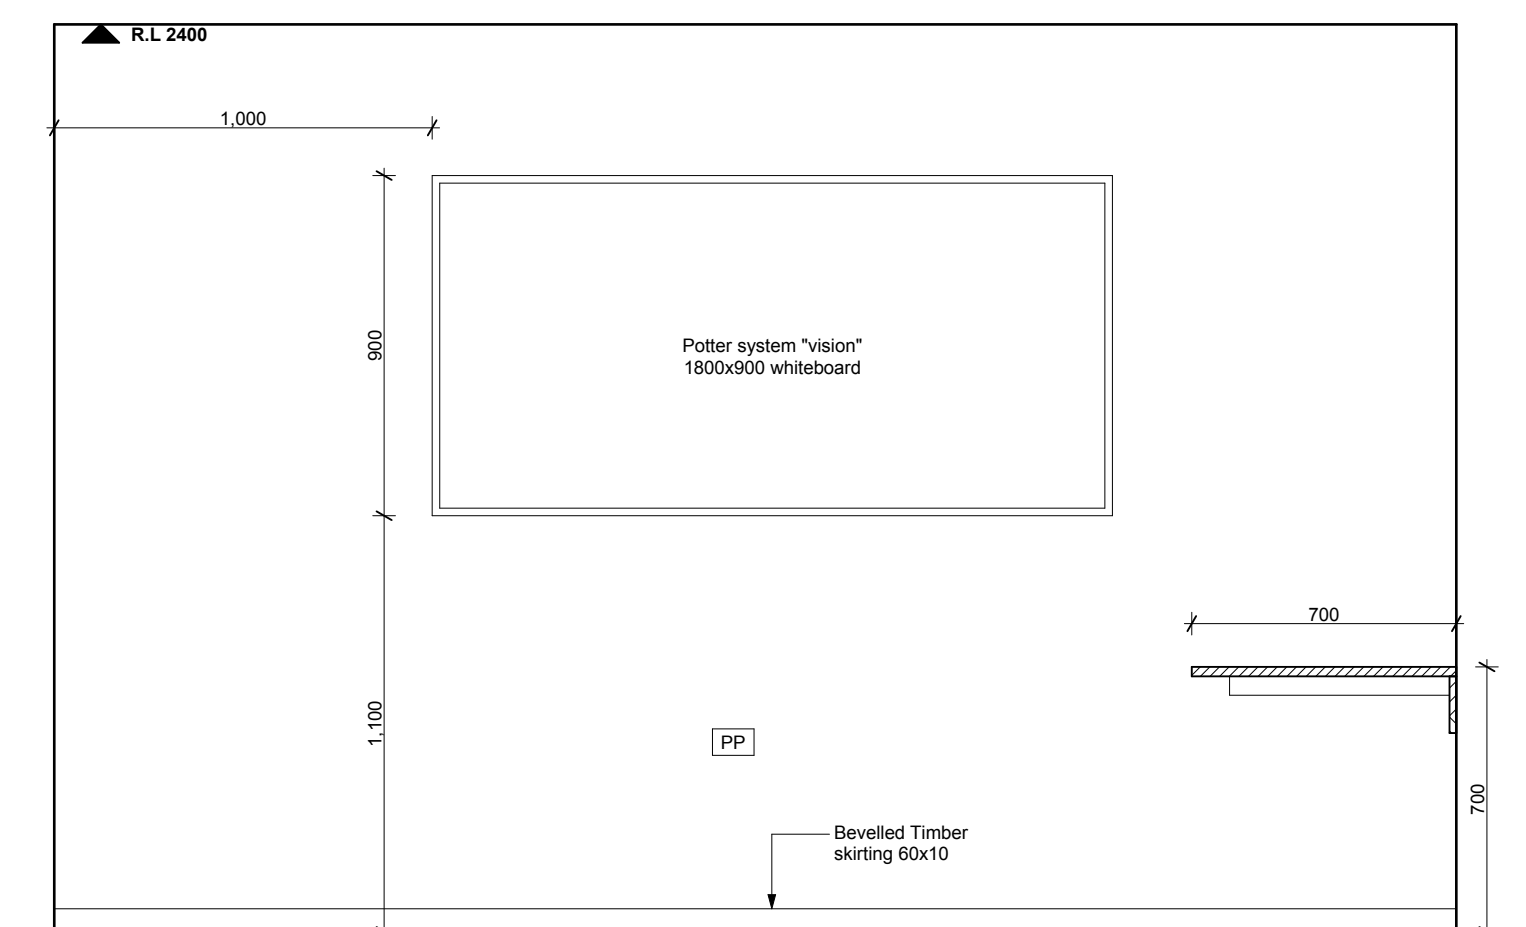 R.L 2400
1,000
900
Potter system "vision"
1800x900 whiteboard
700
1,100
PP
700
Bevelled Timber
skirting 60x10